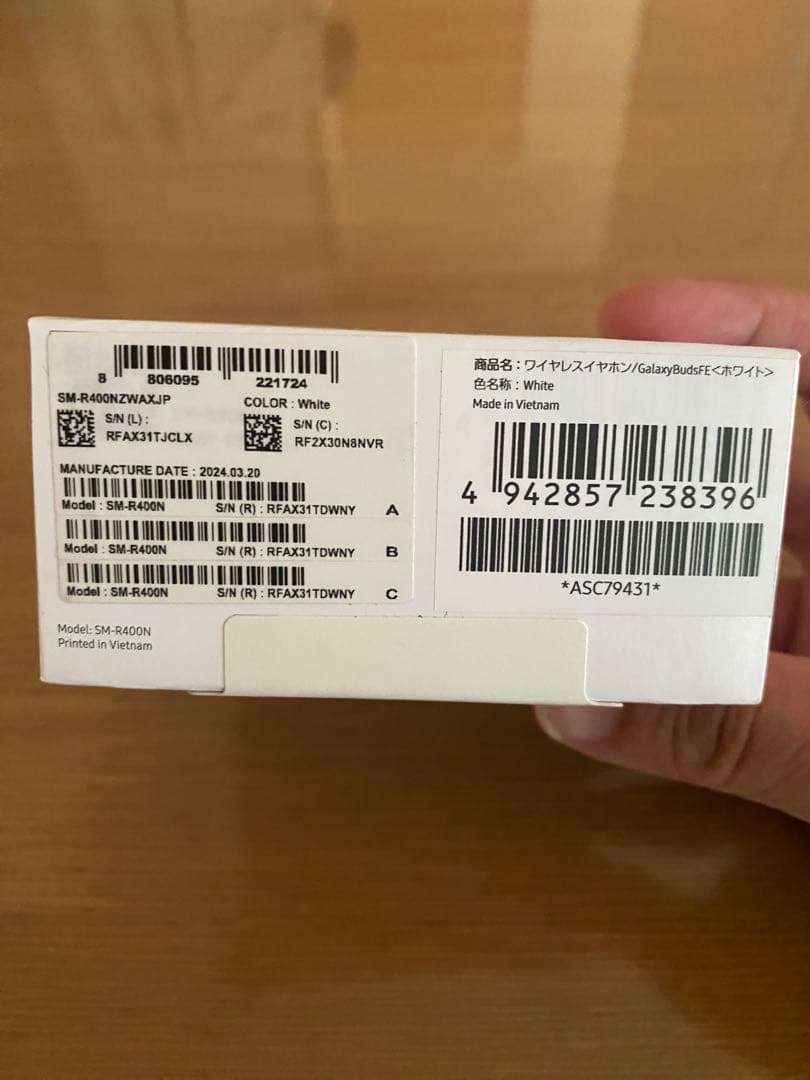 8 806095 221724
SM-R400NZWAXJP
COLOR : White
S/N (L) :
RFAX31TJCLX
S/N (C) :
RF2X30N8NVR
MANUFACTURE DATE : 2024.03.20
Model : SM-R400N S/N (R) : RFAX31TDWNY A
Model : SM-R400N S/N (R) : RFAX31TDWNY B
Model : SM-R400N S/N (R) : RFAX31TDWNY C
Model: SM-R400N
Printed in Vietnam
商品名：ワイヤレスイヤホン/GalaxyBudsFE<ホワイト>
色名称：White
Made in Vietnam
4 942857 238396
*ASC79431*